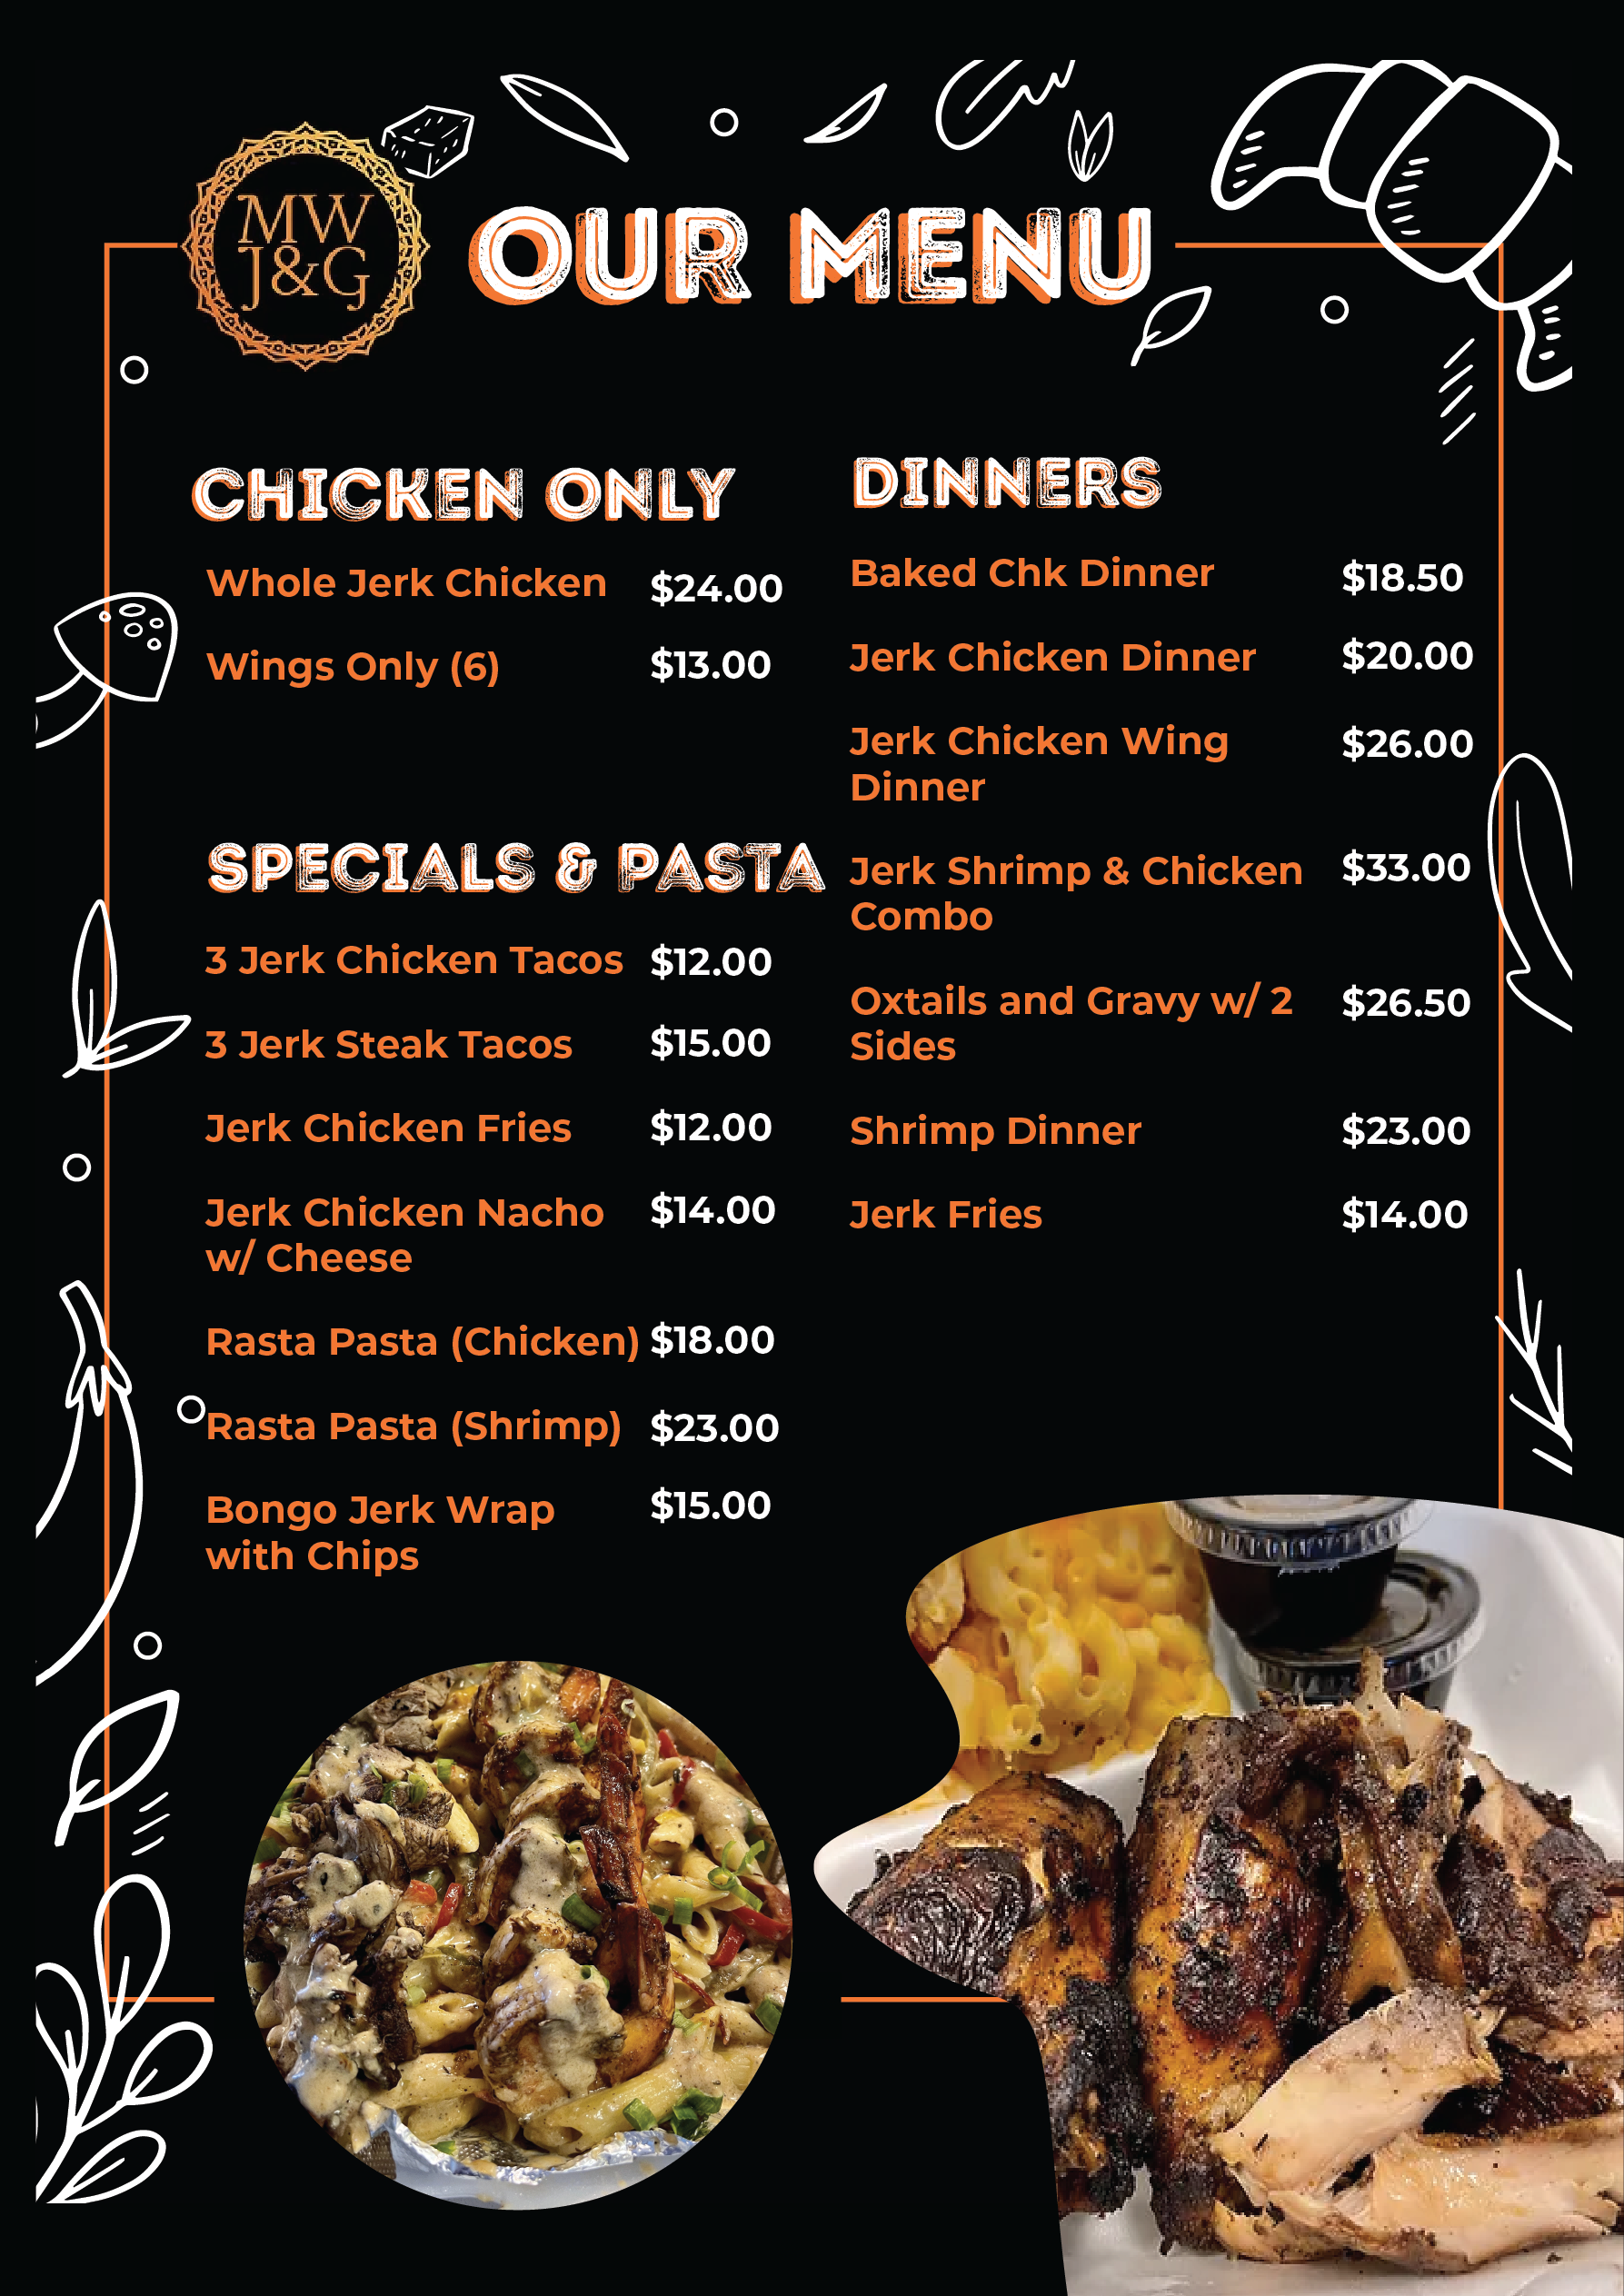 MW
J&G
OUR MENU
CHICKEN ONLY
Whole Jerk Chicken $24.00
Wings Only (6) $13.00
SPECIALS & PASTA
3 Jerk Chicken Tacos $12.00
3 Jerk Steak Tacos $15.00
Jerk Chicken Fries $12.00
Jerk Chicken Nacho $14.00
w/ Cheese
Rasta Pasta (Chicken) $18.00
Rasta Pasta (Shrimp) $23.00
Bongo Jerk Wrap $15.00
with Chips
DINNERS
Baked Chk Dinner $18.50
Jerk Chicken Dinner $20.00
Jerk Chicken Wing $26.00
Dinner
Jerk Shrimp & Chicken $33.00
Combo
Oxtails and Gravy w/ 2 $26.50
Sides
Shrimp Dinner $23.00
Jerk Fries $14.00